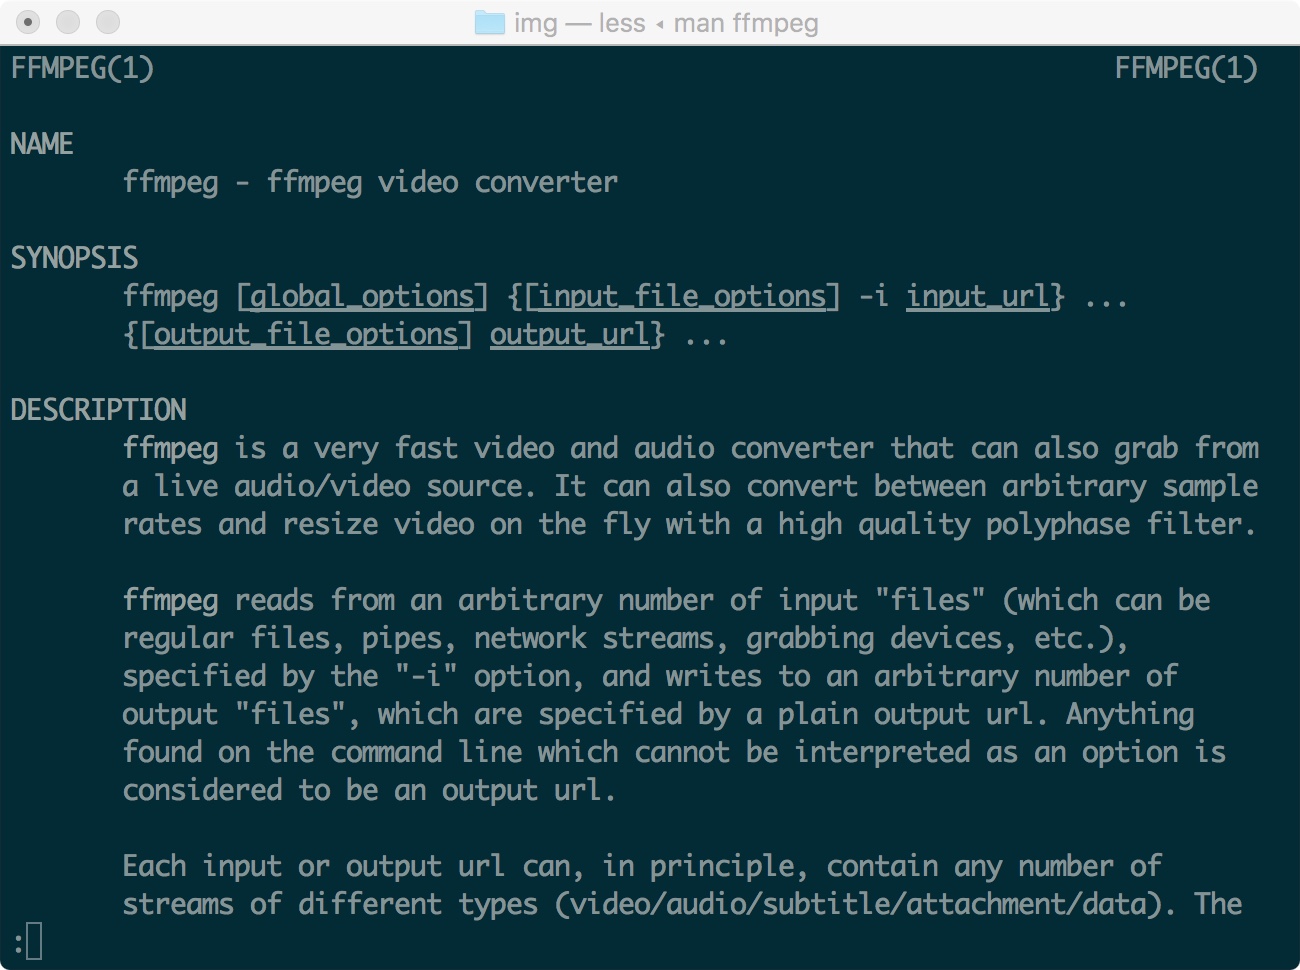 img — less ◂ man ffmpeg
FFMPEG(1) FFMPEG(1)
NAME
ffmpeg - ffmpeg video converter
SYNOPSIS
ffmpeg [global_options] {[input_file_options] -i input_url} ...
{[output_file_options] output_url} ...
DESCRIPTION
ffmpeg is a very fast video and audio converter that can also grab from
a live audio/video source. It can also convert between arbitrary sample
rates and resize video on the fly with a high quality polyphase filter.
ffmpeg reads from an arbitrary number of input "files" (which can be
regular files, pipes, network streams, grabbing devices, etc.),
specified by the "-i" option, and writes to an arbitrary number of
output "files", which are specified by a plain output url. Anything
found on the command line which cannot be interpreted as an option is
considered to be an output url.
Each input or output url can, in principle, contain any number of
streams of different types (video/audio/subtitle/attachment/data). The
: